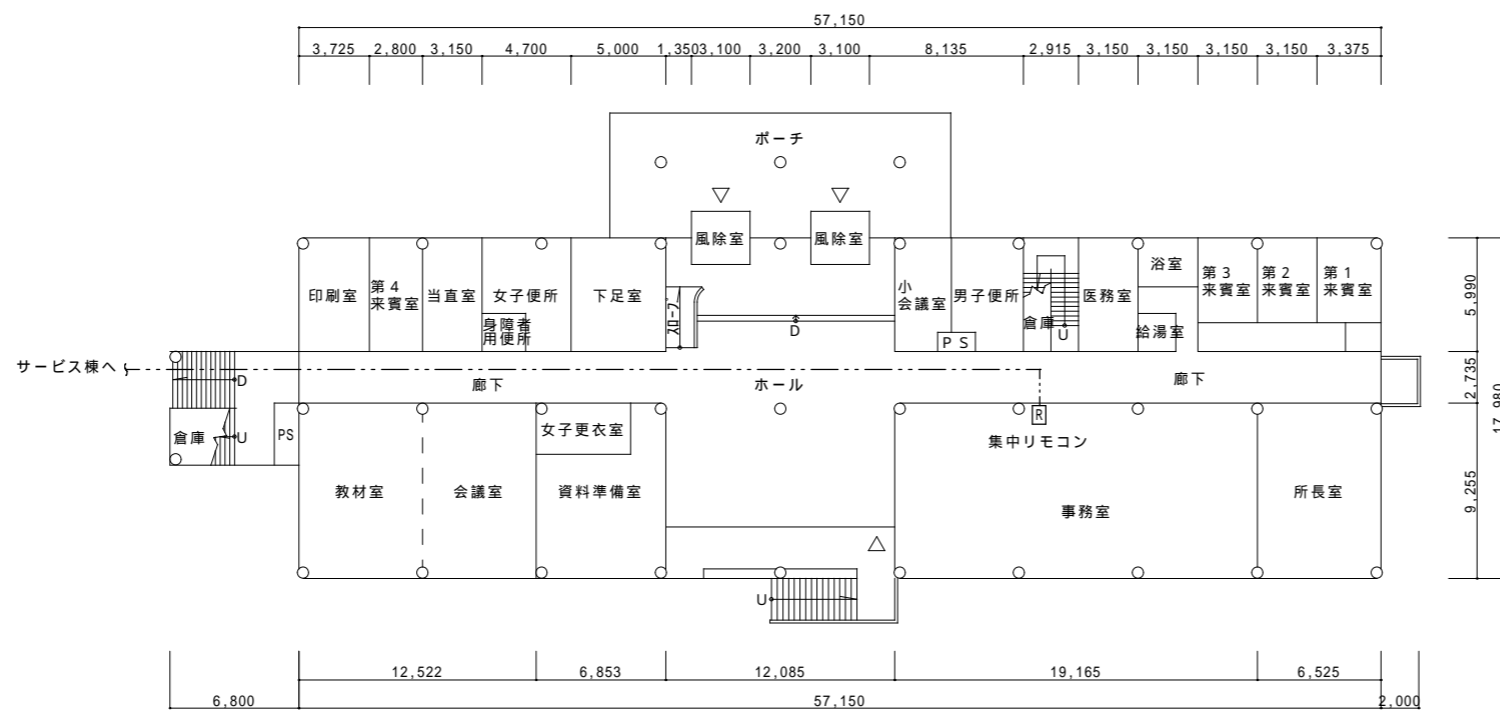 57,150
3,725 2,800 3,150 4,700 5,000 1,350 3,100 3,200 3,100 8,135 2,915 3,150 3,150 3,150 3,150 3,375
ポーチ
風除室 風除室
印刷室
第4
来賓室
当直室
女子便所
身障者
用便所
下足室
スロープ
D
小
会議室
男子便所
PS
倉庫
U
医務室
浴室
給湯室
第3
来賓室
第2
来賓室
第1
来賓室
5,990
2,735
9,255
17,980
サービス棟へ
D
廊下
ホール
廊下
倉庫
U
PS
女子更衣室
R
集中リモコン
教材室
会議室
資料準備室
事務室
所長室
U
12,522 6,853 12,085 19,165 6,525
6,800 57,150 2,000